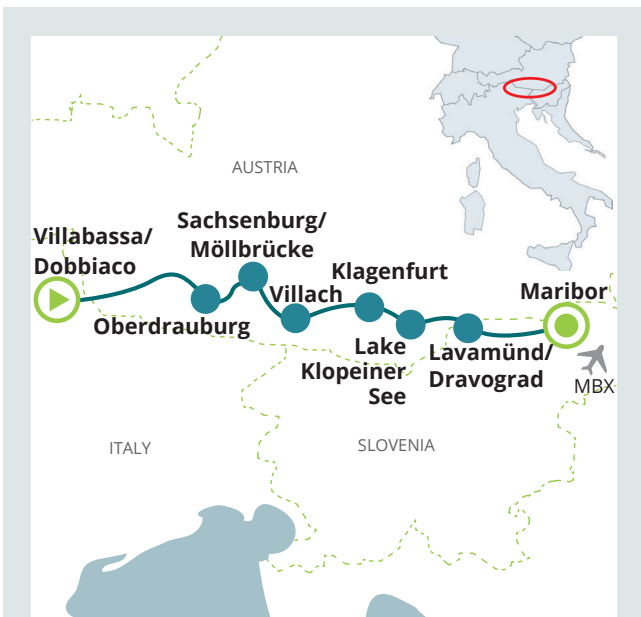 AUSTRIA
Villabassa/
Dobbiaco
Sachsenburg/
Möllbrücke
Oberdrauburg
Villach
Klagenfurt
Lake
Klopeiner
See
Lavamünd/
Dravograd
Maribor
MBX
ITALY
SLOVENIA